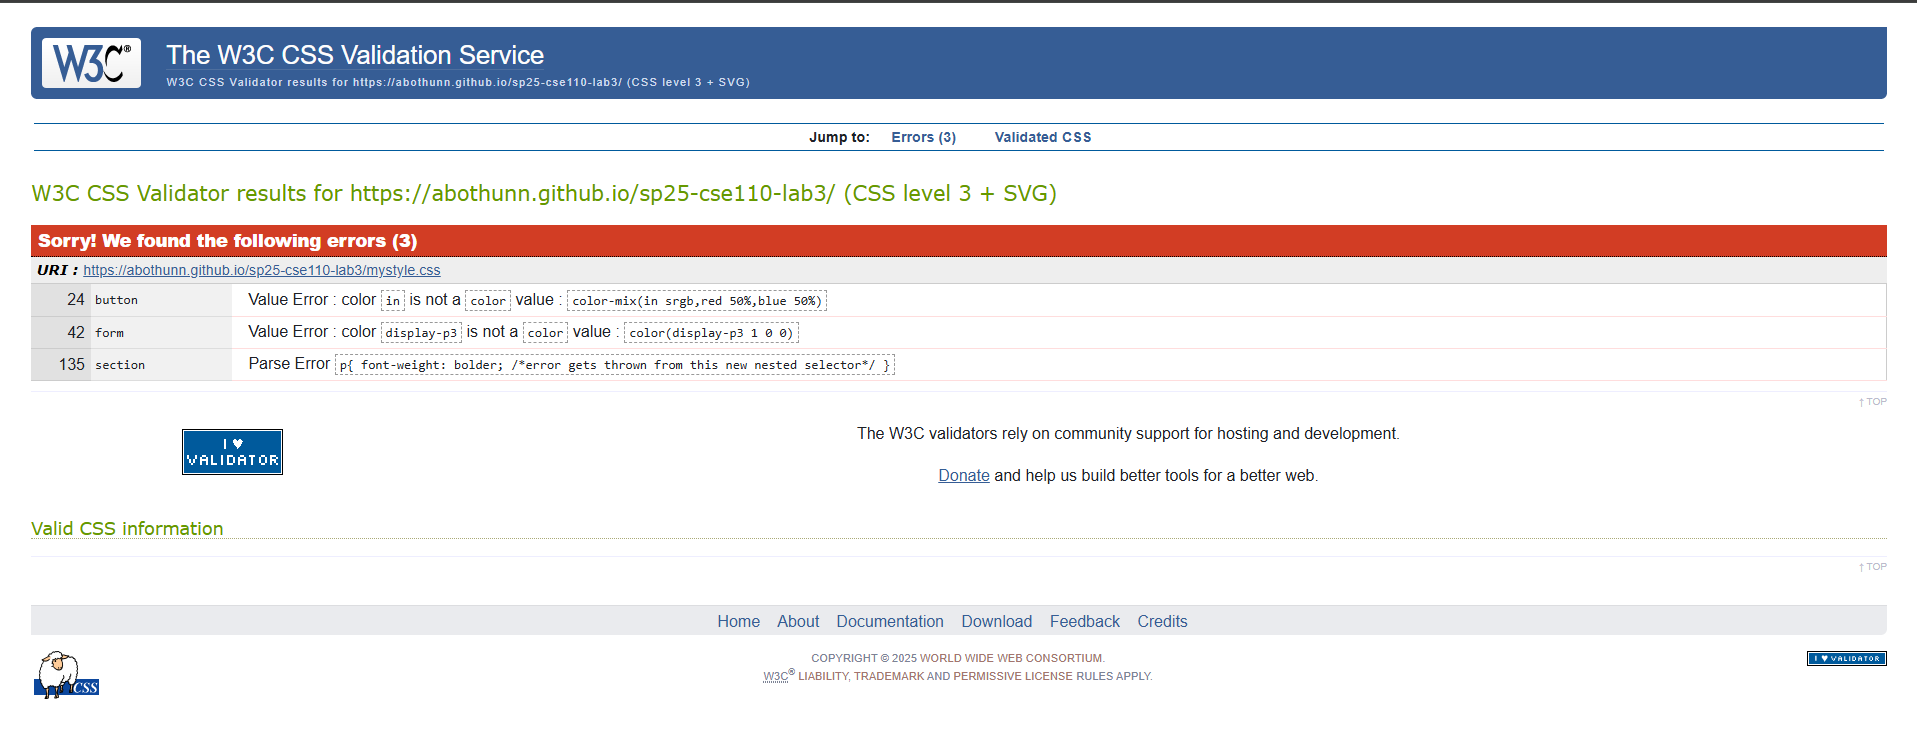 W3C®
The W3C CSS Validation Service
W3C CSS Validator results for https://abothunn.github.io/sp25-cse110-lab3/ (CSS level 3 + SVG)
Jump to: Errors (3) Validated CSS
W3C CSS Validator results for https://abothunn.github.io/sp25-cse110-lab3/ (CSS level 3 + SVG)
Sorry! We found the following errors (3)
URI : https://abothunn.github.io/sp25-cse110-lab3/mystyle.css
24 button Value Error : color in is not a color value : color-mix(in srgb,red 50%,blue 50%)
42 form Value Error : color display-p3 is not a color value : color(display-p3 1 0 0)
135 section Parse Error p{ font-weight: bolder; /*error gets thrown from this new nested selector*/ }
↑ TOP
I ♥
VALIDATOR
The W3C validators rely on community support for hosting and development.
Donate and help us build better tools for a better web.
Valid CSS information
↑ TOP
Home About Documentation Download Feedback Credits
CSS
COPYRIGHT © 2025 WORLD WIDE WEB CONSORTIUM.
W3C® LIABILITY, TRADEMARK AND PERMISSIVE LICENSE RULES APPLY.
I ♥ VALIDATOR